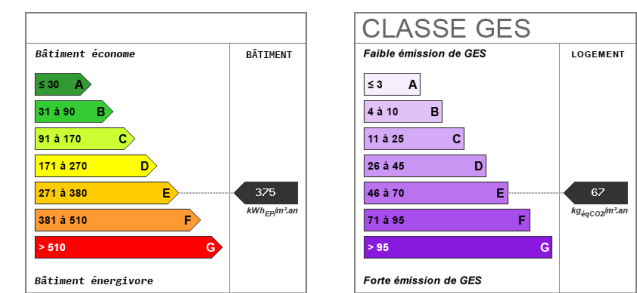 Bâtiment économe
BÂTIMENT
≤ 30 A
31 à 90 B
91 à 170 C
171 à 270 D
271 à 380 E
375
kWhEP/m².an
381 à 510 F
> 510 G
Bâtiment énergivore
CLASSE GES
Faible émission de GES
LOGEMENT
≤ 3 A
4 à 10 B
11 à 25 C
26 à 45 D
46 à 70 E
67
kgéqCO2/m².an
71 à 95 F
> 95 G
Forte émission de GES